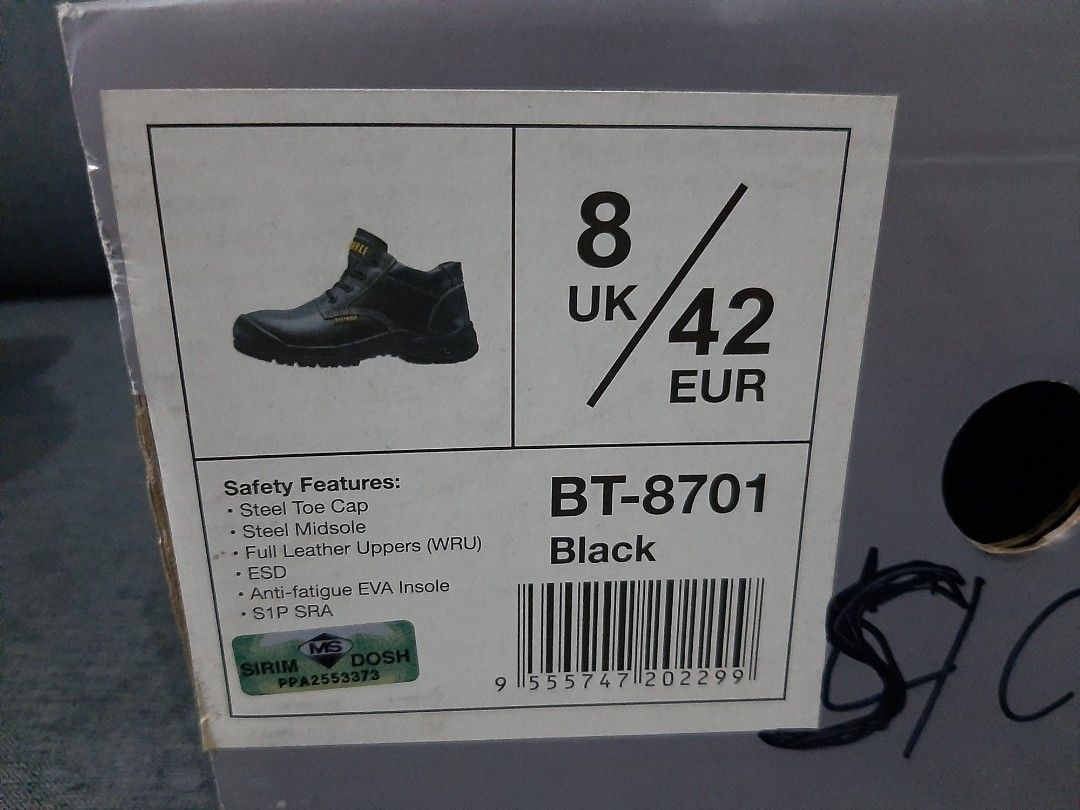 8
UK
42
EUR
Safety Features:
• Steel Toe Cap
• Steel Midsole
• Full Leather Uppers (WRU)
• ESD
• Anti-fatigue EVA Insole
• S1P SRA
BT-8701
Black
MS
SIRIM DOSH
PPA2553373
9 555747 202299